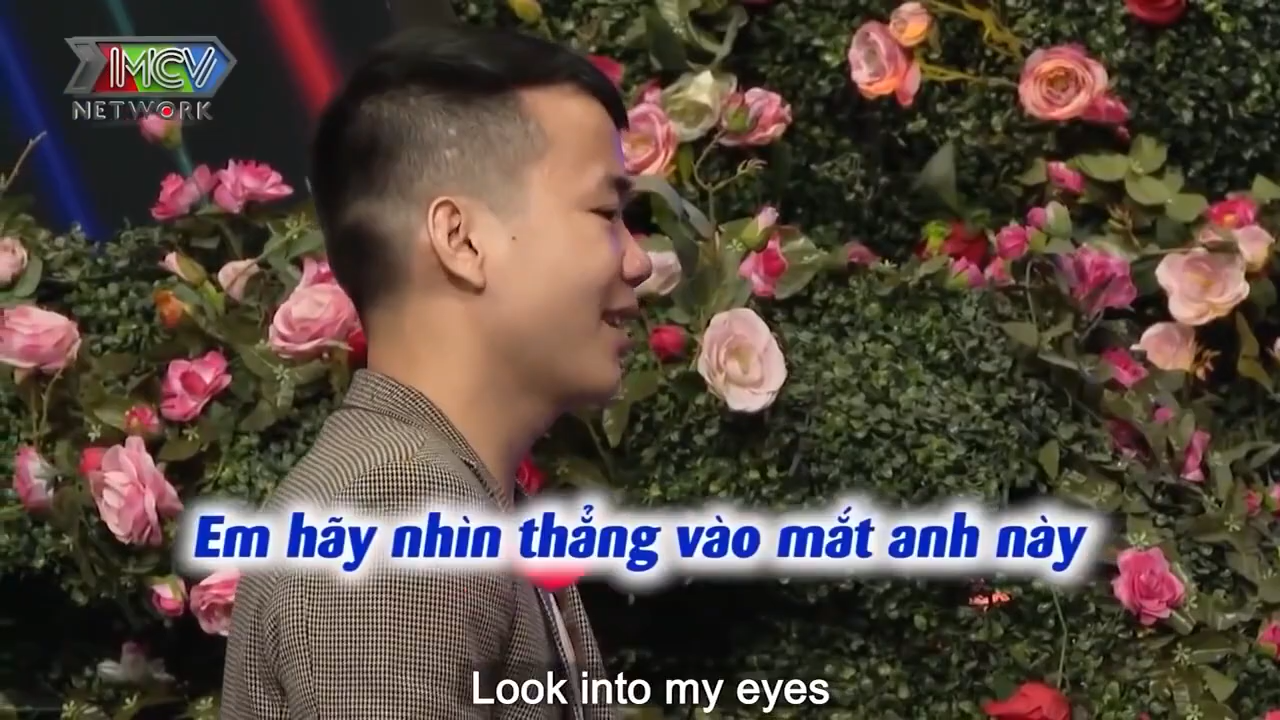 MCV
NETWORK
Em hãy nhìn thẳng vào mắt anh này
Look into my eyes